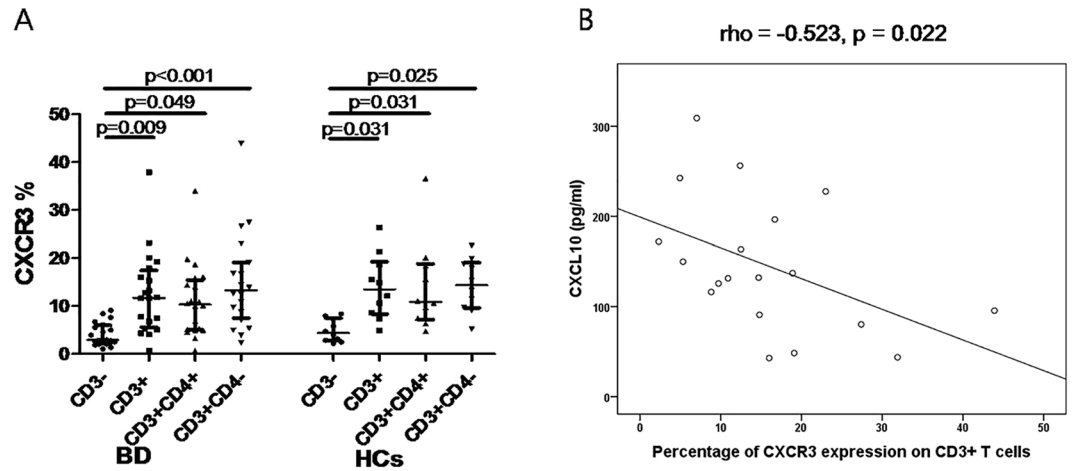 A
p<0.001
p=0.049
p=0.009
p=0.025
p=0.031
p=0.031
50
40
30
20
10
0
CXCR3 %
CD3-
CD3+
CD3+CD4+
CD3+CD4-
CD3-
CD3+
CD3+CD4+
CD3+CD4-
BD
HCs
B
rho = -0.523, p = 0.022
300
200
100
0
CXCL10 (pg/ml)
0 10 20 30 40 50
Percentage of CXCR3 expression on CD3+ T cells